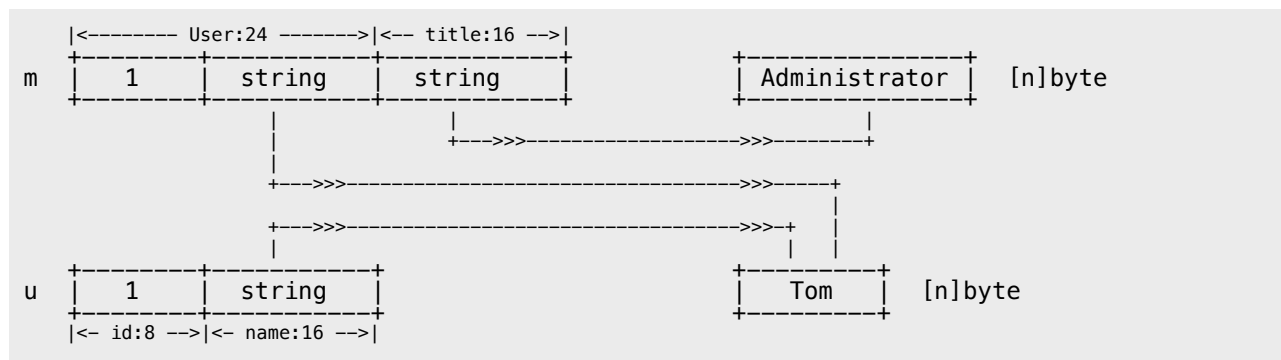 |<-------- User:24 ------->|<-- title:16 -->|
+---------+--------------+--------------+ +----------------+
m | 1 | string | string | | Administrator | [n]byte
+---------+--------------+--------------+ +----------------+
| | |
| +--->>>------------------->>>--------+
|
+--->>>----------------------------------->>>-----+
|
+--->>>----------------------------------->>>-+ |
| | |
+---------+--------------+ +----------+
u | 1 | string | | Tom | [n]byte
+---------+--------------+ +----------+
|<- id:8 -->|<- name:16 -->|